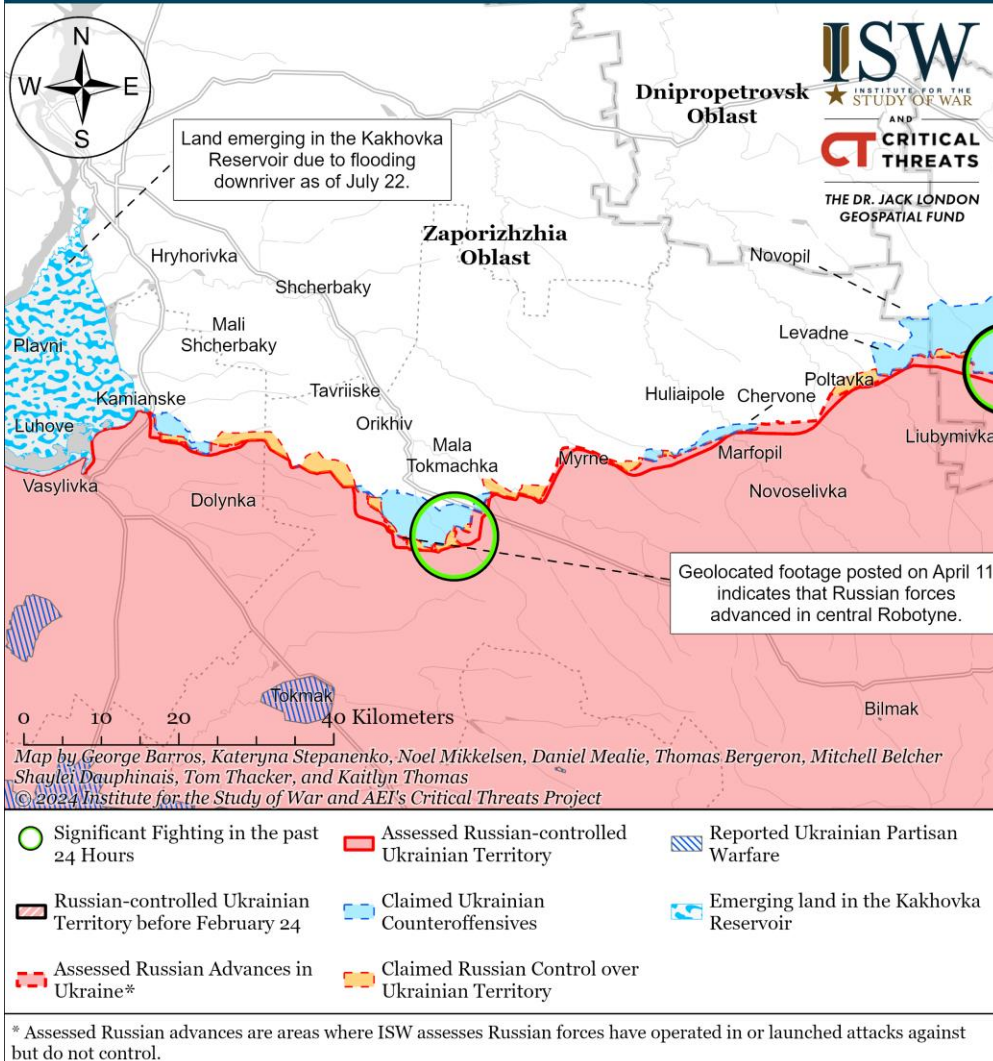 N
W
E
S
ISW
INSTITUTE FOR THE
STUDY OF WAR
AND
CT CRITICAL
THREATS
THE DR. JACK LONDON
GEOSPATIAL FUND
Dnipropetrovsk
Oblast
Land emerging in the Kakhovka
Reservoir due to flooding
downriver as of July 22.
Zaporizhzhia
Oblast
Hryhorivka
Novopil
Shcherbaky
Mali
Shcherbaky
Levadne
Plavni
Tavriiske
Poltavka
Kamianske
Huliaipole
Chervone
Orikhiv
Luhove
Mala
Tokmachka
Liubymivka
Myrne
Marfopil
Vasylivka
Dolynka
Novoselivka
Geolocated footage posted on April 11
indicates that Russian forces
advanced in central Robotyne.
Tokmak
Bilmak
0 10 20 40 Kilometers
Map by George Barros, Kateryna Stepanenko, Noel Mikkelsen, Daniel Mealie, Thomas Bergeron, Mitchell Belcher
Shaylei Dauphinais, Tom Thacker, and Kaitlyn Thomas
© 2024 Institute for the Study of War and AEI's Critical Threats Project
Significant Fighting in the past
24 Hours
Assessed Russian-controlled
Ukrainian Territory
Reported Ukrainian Partisan
Warfare
Russian-controlled Ukrainian
Territory before February 24
Claimed Ukrainian
Counteroffensives
Emerging land in the Kakhovka
Reservoir
Assessed Russian Advances in
Ukraine*
Claimed Russian Control over
Ukrainian Territory
* Assessed Russian advances are areas where ISW assesses Russian forces have operated in or launched attacks against
but do not control.